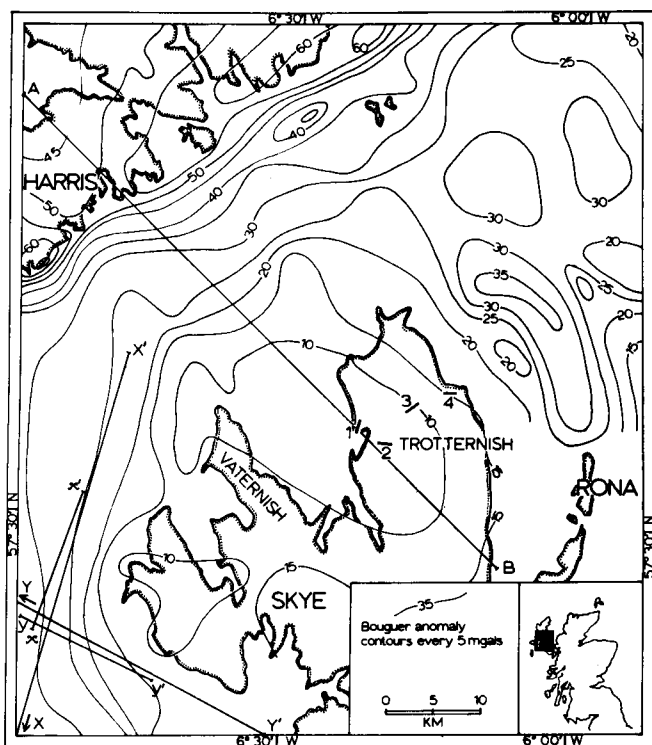 6° 30 W
6° 00 W
20
25
60
60
A
40
45
50
HARRIS
40
30
30
30
50
60
30
20
35
25
20
30
25
20
15
20
X'
10
3
10
4
1
2
TROTTERNISH
VATERNISH
15
RONA
57° 30 N
57° 30 N
x
10
15
15
B
Y
SKYE
35
Bouguer anomaly
contours every 5 mgals
0 5 10
KM
X
Y'
6° 30 W
6° 00 W